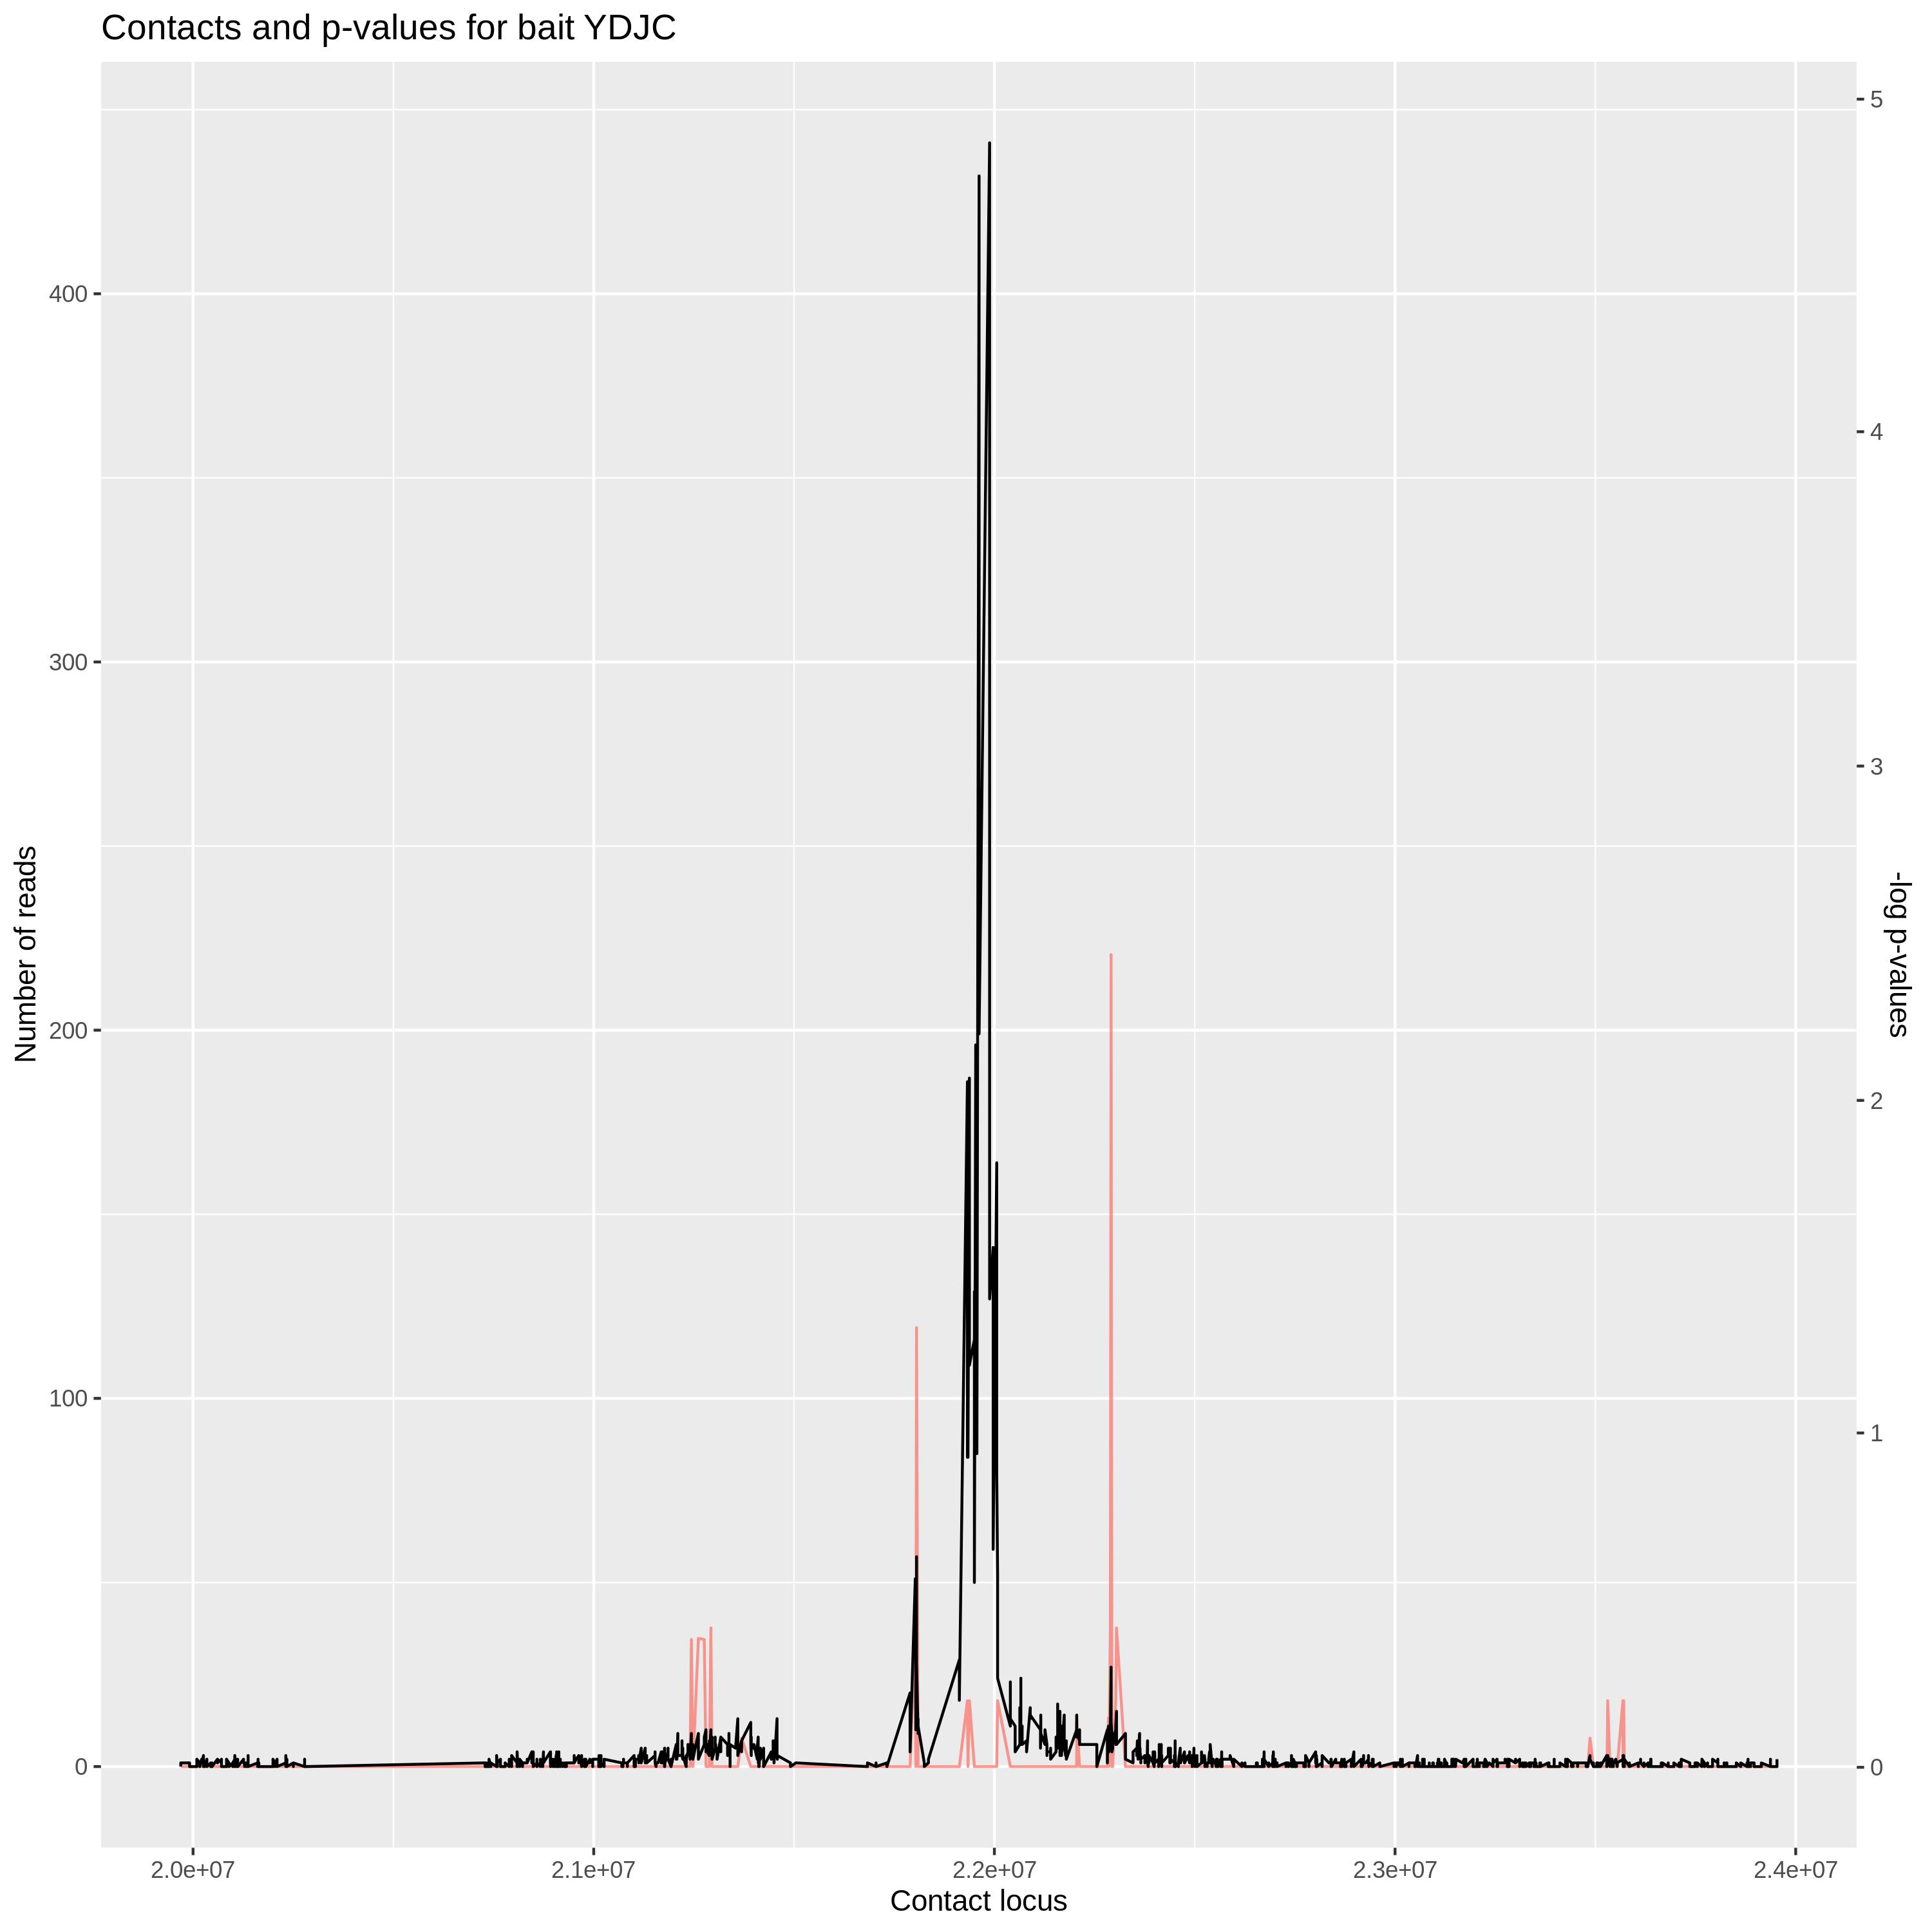 Contacts and p-values for bait YDJC
Number of reads
400
300
200
100
0
5
4
3
2
1
0
-log p-values
2.0e+07
2.1e+07
2.2e+07
2.3e+07
2.4e+07
Contact locus